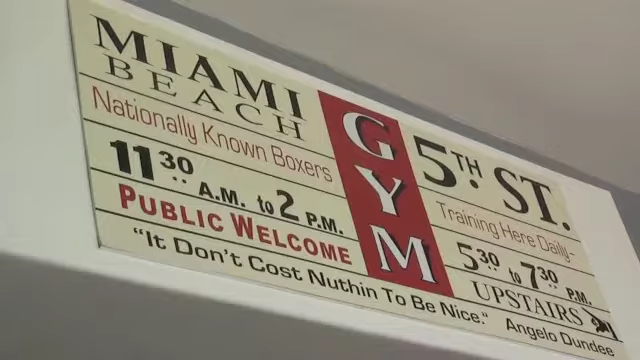 MIAMI
BEACH
Nationally Known Boxers
11 30 A.M. to 2 P.M.
PUBLIC WELCOME
GYM
5TH. ST.
Training Here Daily-
5 30 to 7 30 P.M.
UPSTAIRS
"It Don't Cost Nuthin To Be Nice." Angelo Dundee